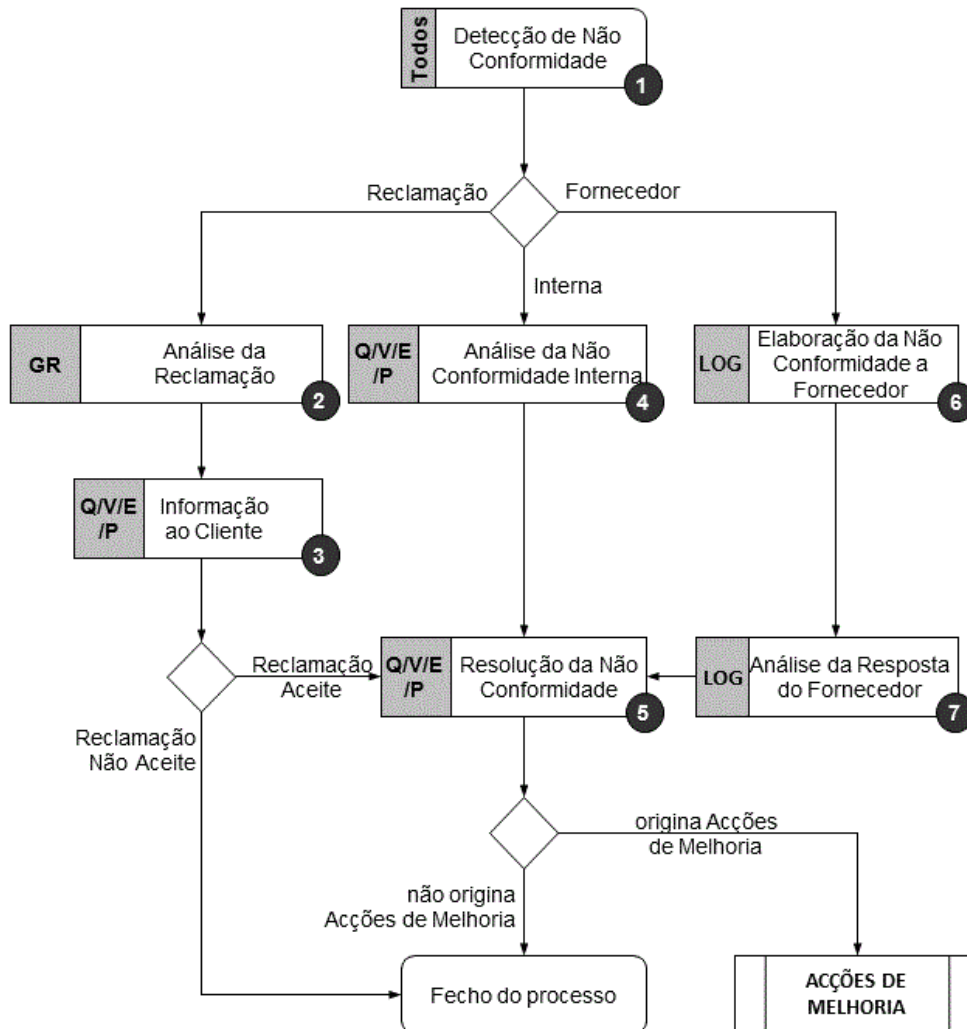 Todos
Detecção de Não
Conformidade
1
Reclamação
Fornecedor
Interna
GR
Análise da
Reclamação
2
Q/V/E
/P
Análise da Não
Conformidade Interna
4
LOG
Elaboração da Não
Conformidade a
Fornecedor
6
Q/V/E
/P
Informação
ao Cliente
3
Reclamação
Aceite
Q/V/E
/P
Resolução da Não
Conformidade
5
LOG
Análise da Resposta
do Fornecedor
7
Reclamação
Não Aceite
origina Acções
de Melhoria
não origina
Acções de Melhoria
Fecho do processo
ACÇÕES DE
MELHORIA